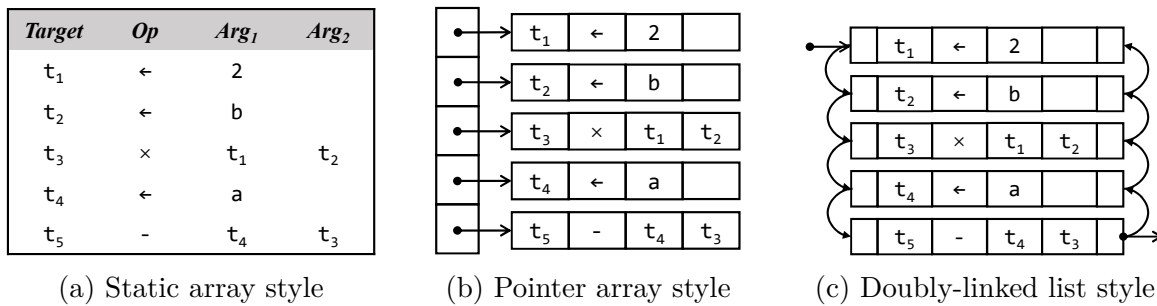 Target Op Arg₁ Arg₂
t₁ ← 2
t₂ ← b
t₃ × t₁ t₂
t₄ ← a
t₅ - t₄ t₃
(a) Static array style
t₁ ← 2
t₂ ← b
t₃ × t₁ t₂
t₄ ← a
t₅ - t₄ t₃
(b) Pointer array style
t₁ ← 2
t₂ ← b
t₃ × t₁ t₂
t₄ ← a
t₅ - t₄ t₃
(c) Doubly-linked list style